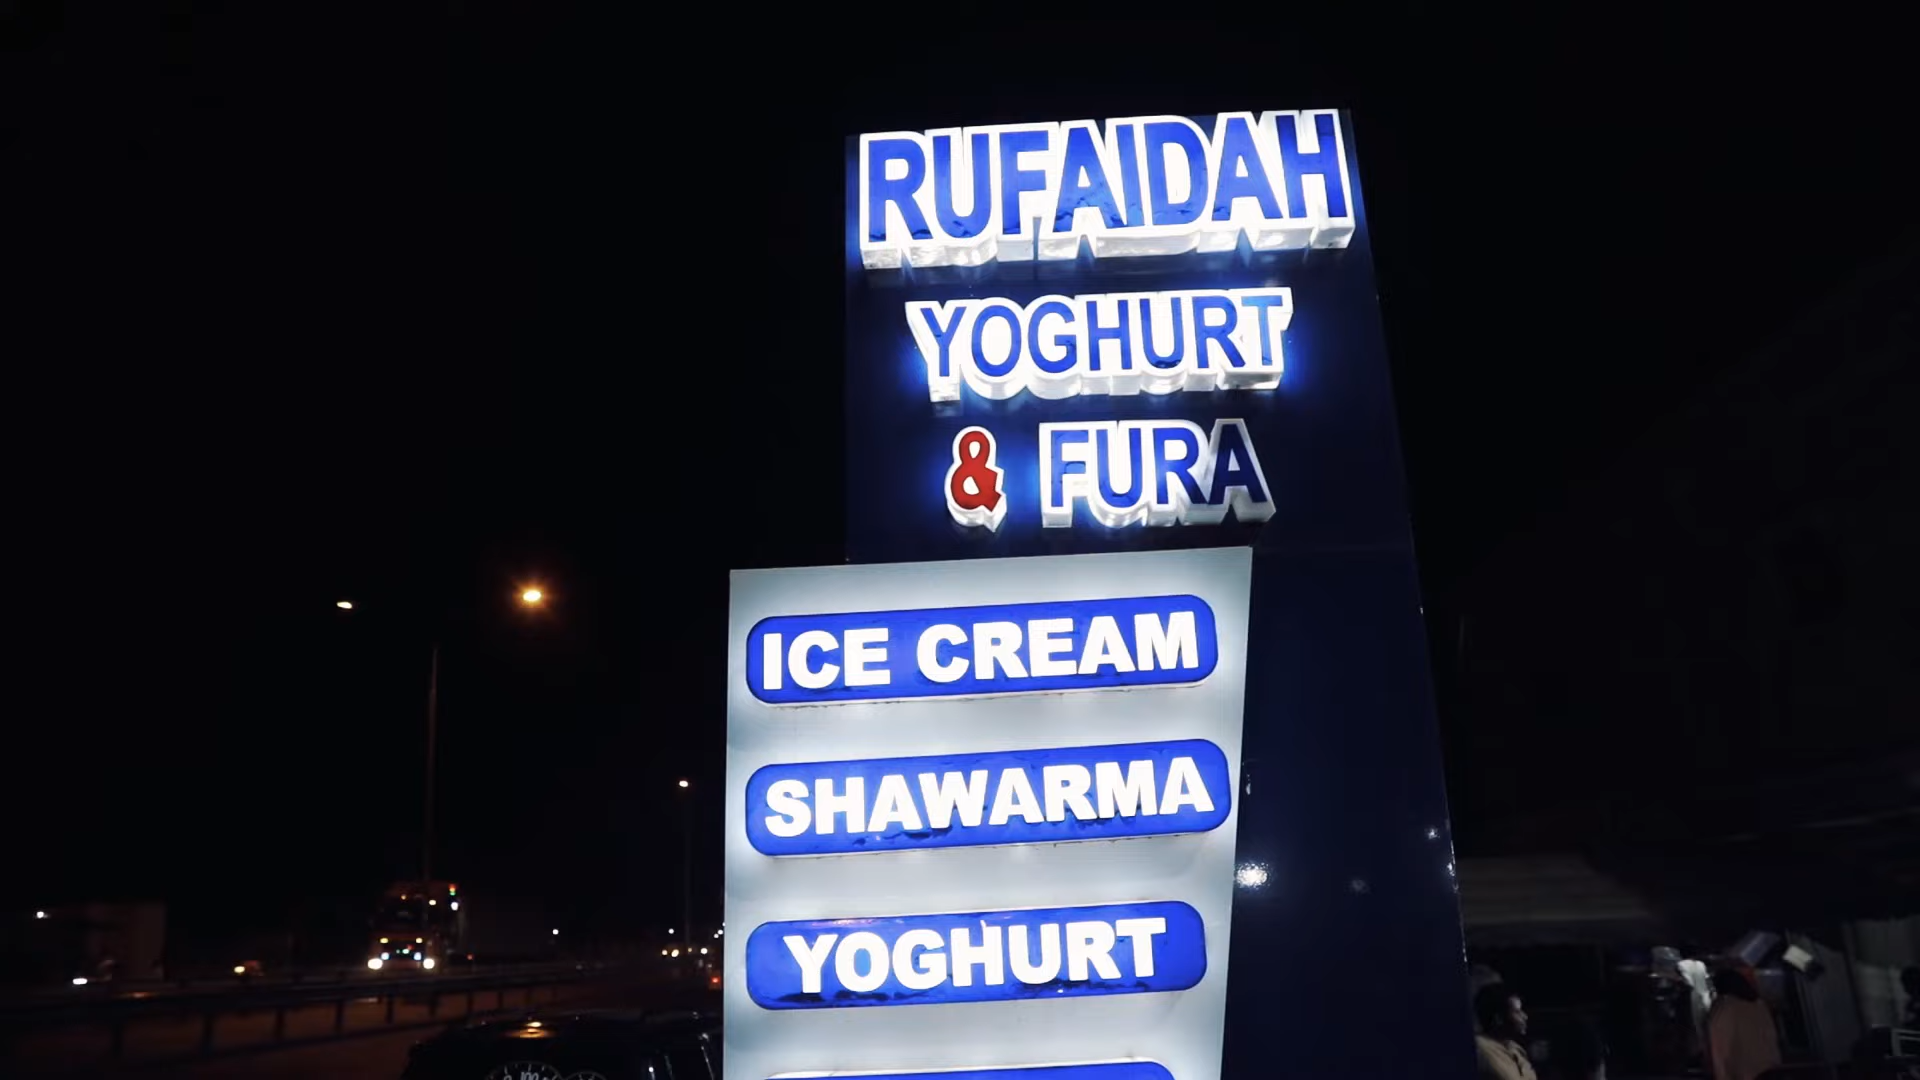 RUFAIDAH
YOGHURT
& FURA
ICE CREAM
SHAWARMA
YOGHURT